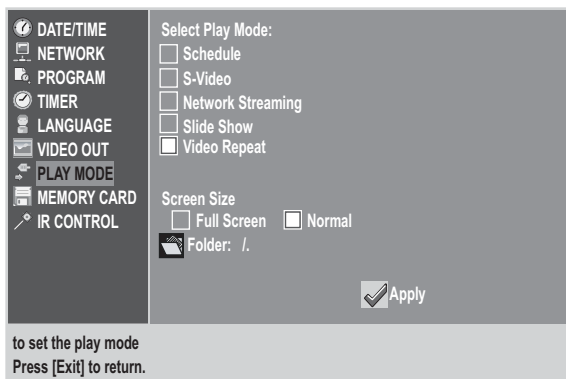 DATE/TIME
NETWORK
PROGRAM
TIMER
LANGUAGE
VIDEO OUT
PLAY MODE
MEMORY CARD
IR CONTROL
Select Play Mode:
Schedule
S-Video
Network Streaming
Slide Show
Video Repeat
Screen Size
Full Screen Normal
Folder: /.
Apply
to set the play mode
Press [Exit] to return.